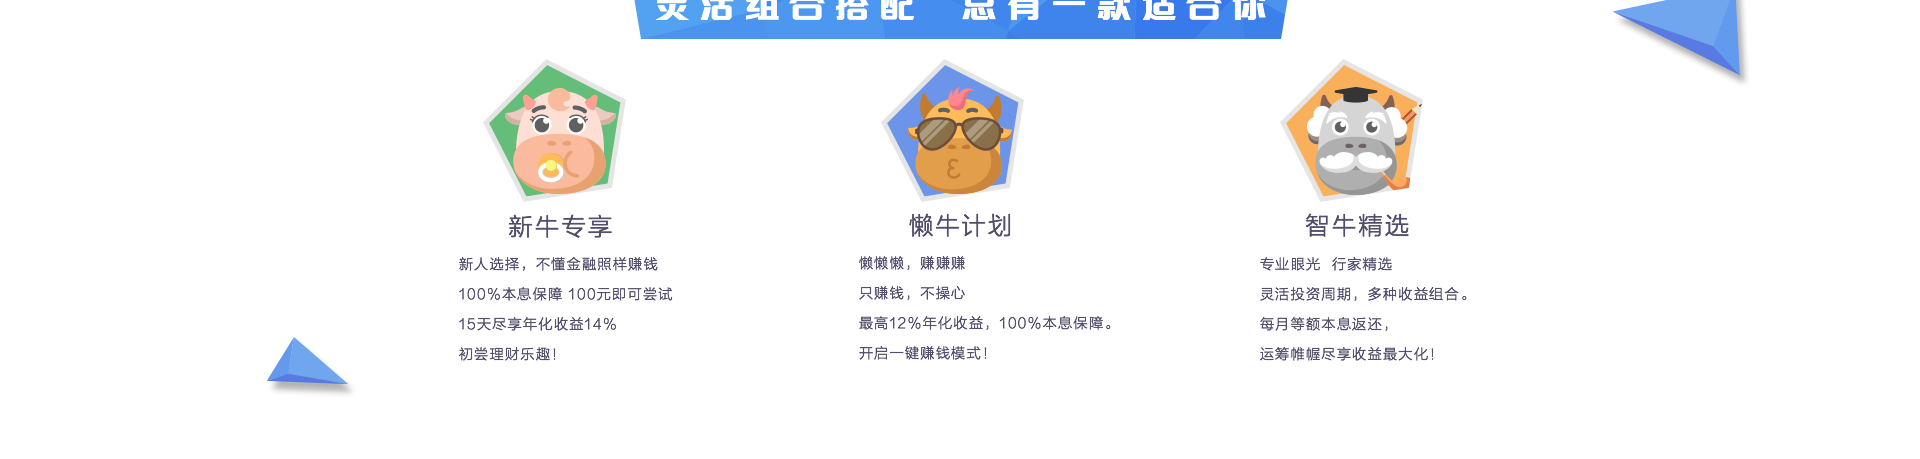 灵活组合搭配 总有一款适合你
新牛专享
新人选择，不懂金融照样赚钱
100%本息保障 100元即可尝试
15天尽享年化收益14%
初尝理财乐趣！
懒牛计划
懒懒懒，赚赚赚
只赚钱，不操心
最高12%年化收益，100%本息保障。
开启一键赚钱模式！
智牛精选
专业眼光 行家精选
灵活投资周期，多种收益组合。
每月等额本息返还，
运筹帷幄尽享收益最大化！